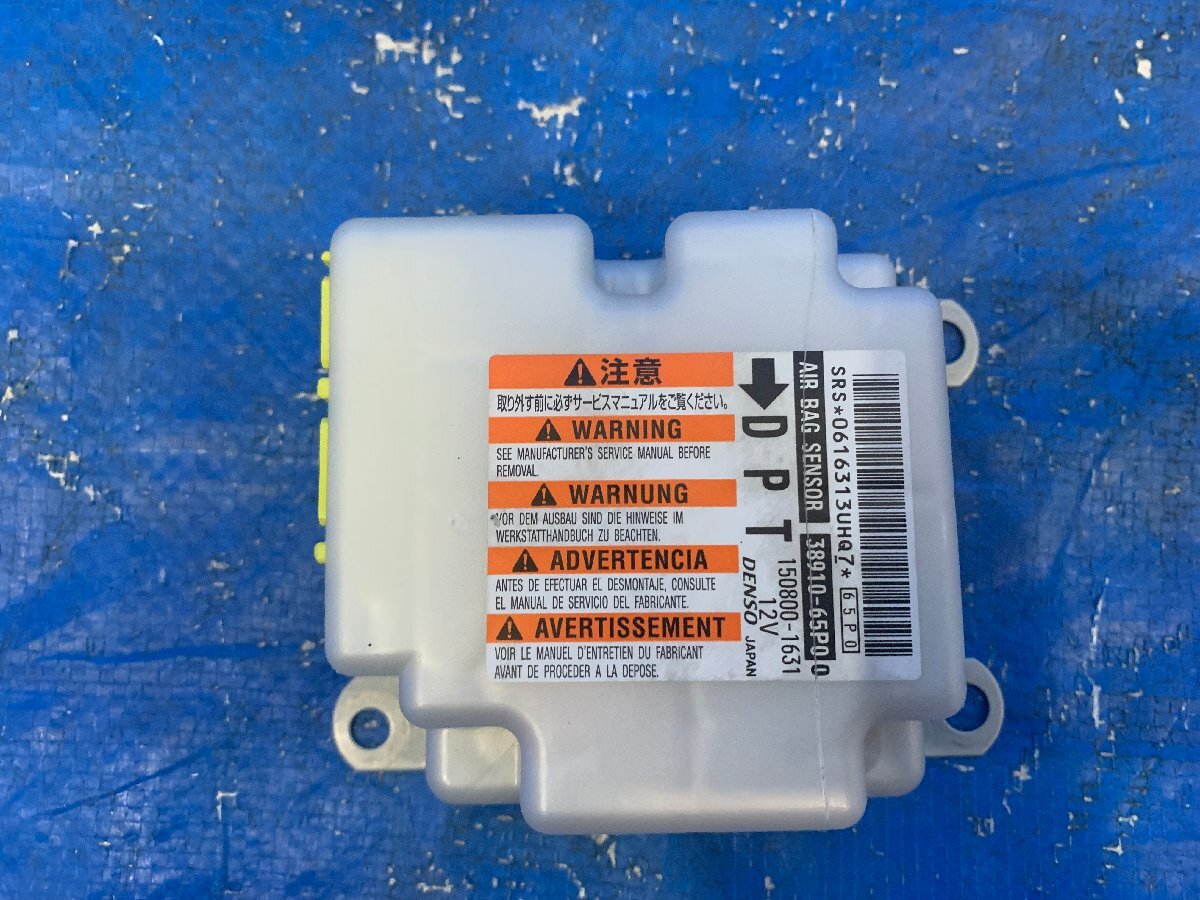 注意
取り外す前に必ずサービスマニュアルをご覧ください。
WARNING
SEE MANUFACTURER'S SERVICE MANUAL BEFORE
REMOVAL.
WARNUNG
VOR DEM AUSBAU SIND DIE HINWEISE IM
WERKSTATTHANDBUCH ZU BEACHTEN.
ADVERTENCIA
ANTES DE EFECTUAR EL DESMONTAJE, CONSULTE
EL MANUAL DE SERVICIO DEL FABRICANTE.
AVERTISSEMENT
VOIR LE MANUEL D'ENTRETIEN DU FABRICANT
AVANT DE PROCEDER A LA DEPOSE.
SRS*0616313UHQ7* 65P0
AIR BAG SENSOR 38910-65P00
DPT 150800-1631
12V
DENSO JAPAN